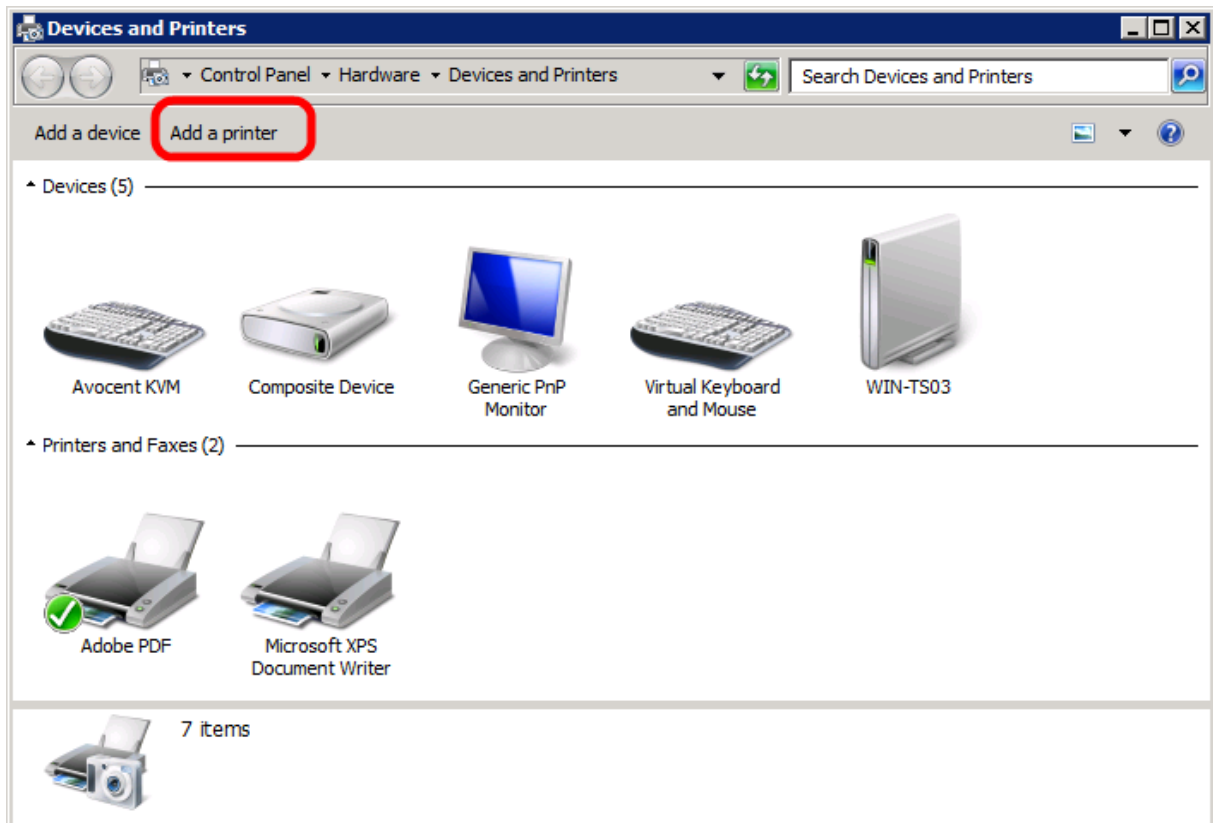 Devices and Printers
Control Panel Hardware Devices and Printers
Search Devices and Printers
Add a device Add a printer
Devices (5)
Avocent KVM
Composite Device
Generic PnP
Monitor
Virtual Keyboard
and Mouse
WIN-TS03
Printers and Faxes (2)
Adobe PDF
Microsoft XPS
Document Writer
7 items